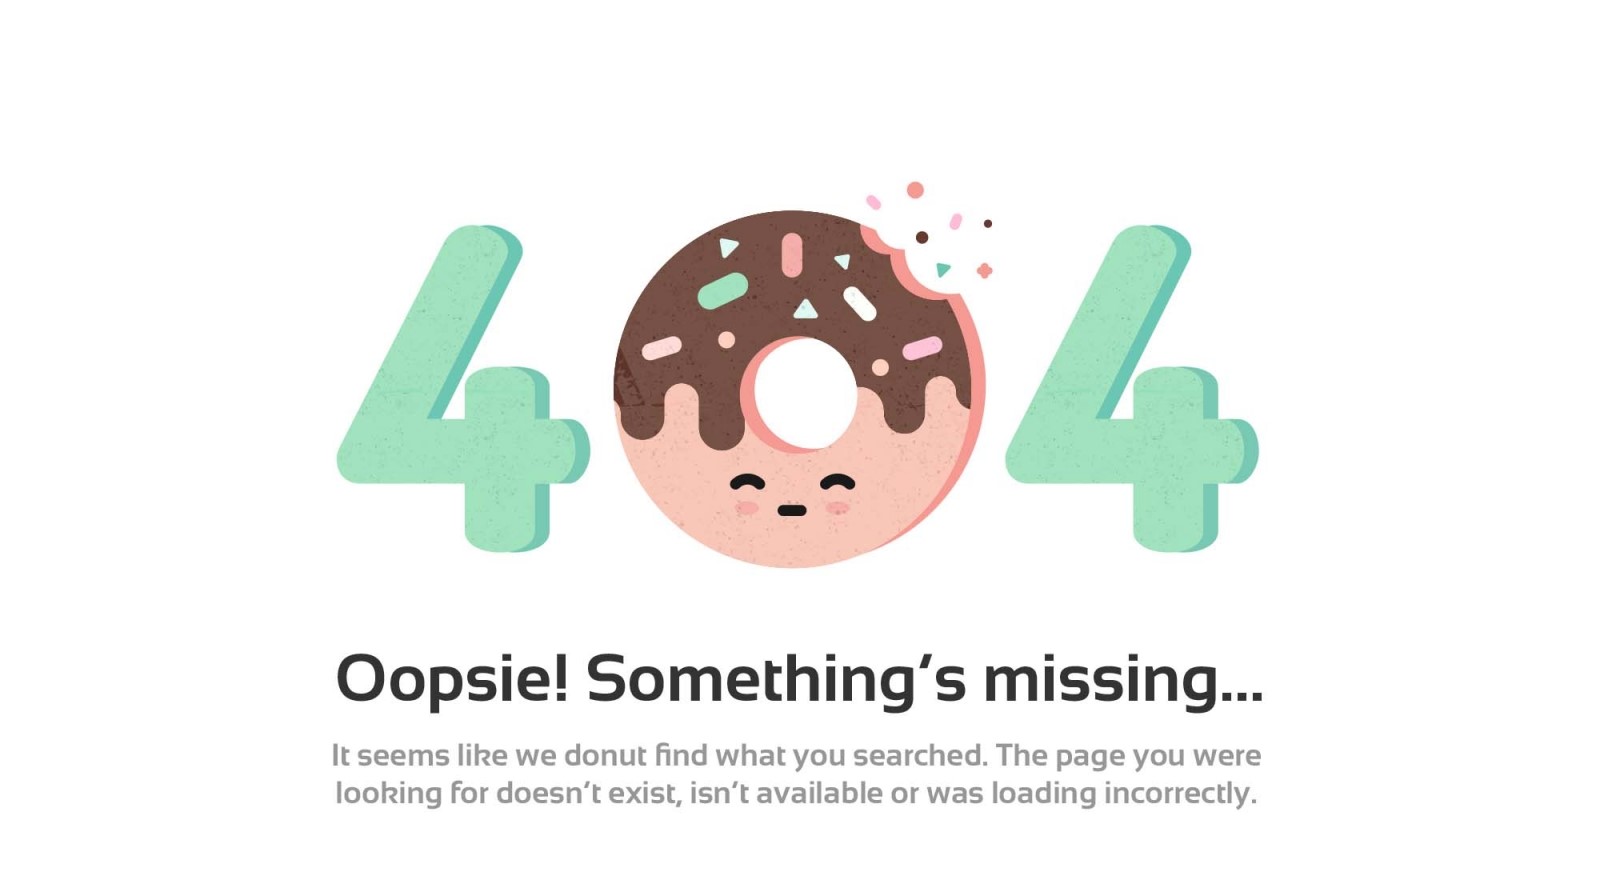 404
Oopsie! Something's missing...
It seems like we donut find what you searched. The page you were
looking for doesn't exist, isn't available or was loading incorrectly.